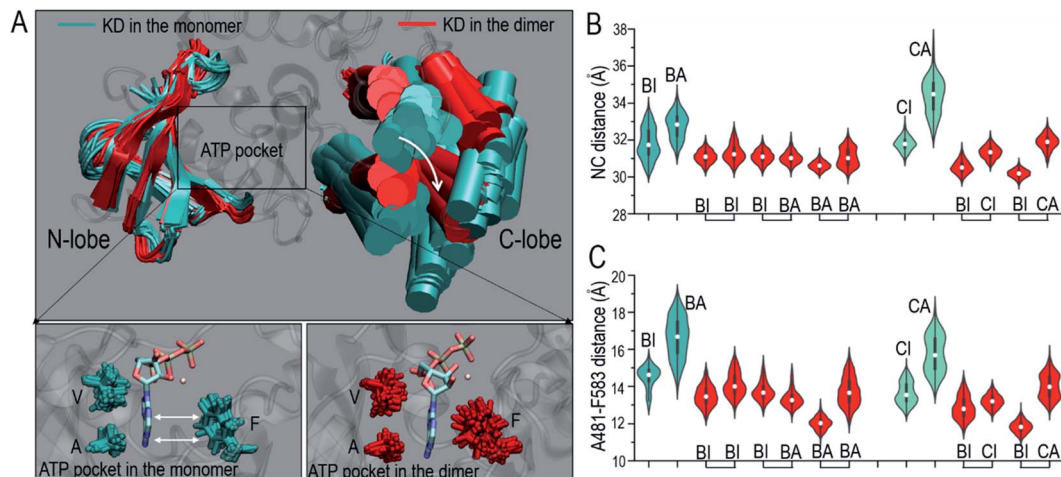 A
KD in the monomer
KD in the dimer
ATP pocket
N-lobe
C-lobe
V
A
F
ATP pocket in the monomer
V
A
F
ATP pocket in the dimer
B
NC distance (Å)
38
36
34
32
30
28
BI
BA
CI
CA
BI BI BI BA BA BA BI CI BI CA
C
A481-F583 distance (Å)
20
18
16
14
12
10
BI
BA
CI
CA
BI BI BI BA BA BA BI CI BI CA